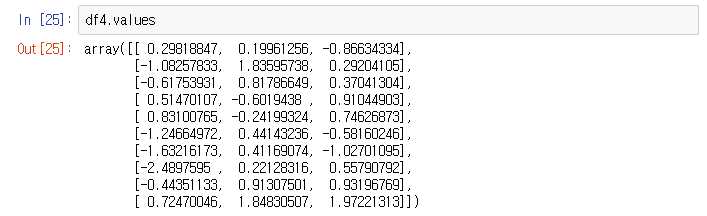 In [25]: df4.values
Out[25]: array([[ 0.29818847,  0.19961256, -0.86634334],
[-1.08257833,  1.83595738,  0.29204105],
[-0.61753931,  0.81786649,  0.37041304],
[ 0.51470107, -0.6019438 ,  0.91044903],
[ 0.83100765, -0.24199324,  0.74626873],
[-1.24664972,  0.44143236, -0.58160246],
[-1.63216173,  0.41169074, -1.02701095],
[-2.4897595 ,  0.22128316,  0.55790792],
[-0.44351133,  0.91307501,  0.93196769],
[ 0.72470046,  1.84830507,  1.97221313]])